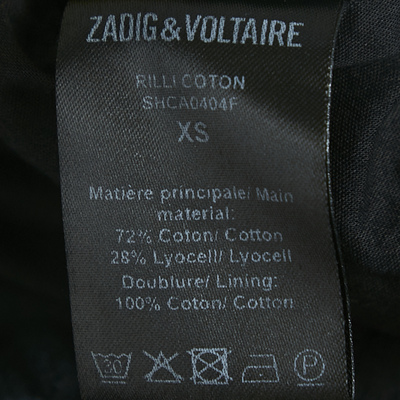 ZADIG&VOLTAIRE
RILLI COTON
SHCA0404F
XS
Matière principale/ Main
material:
72% Coton/ Cotton
28% Lyocell/ Lyocell
Doublure/ Lining:
100% Coton/ Cotton
30 P